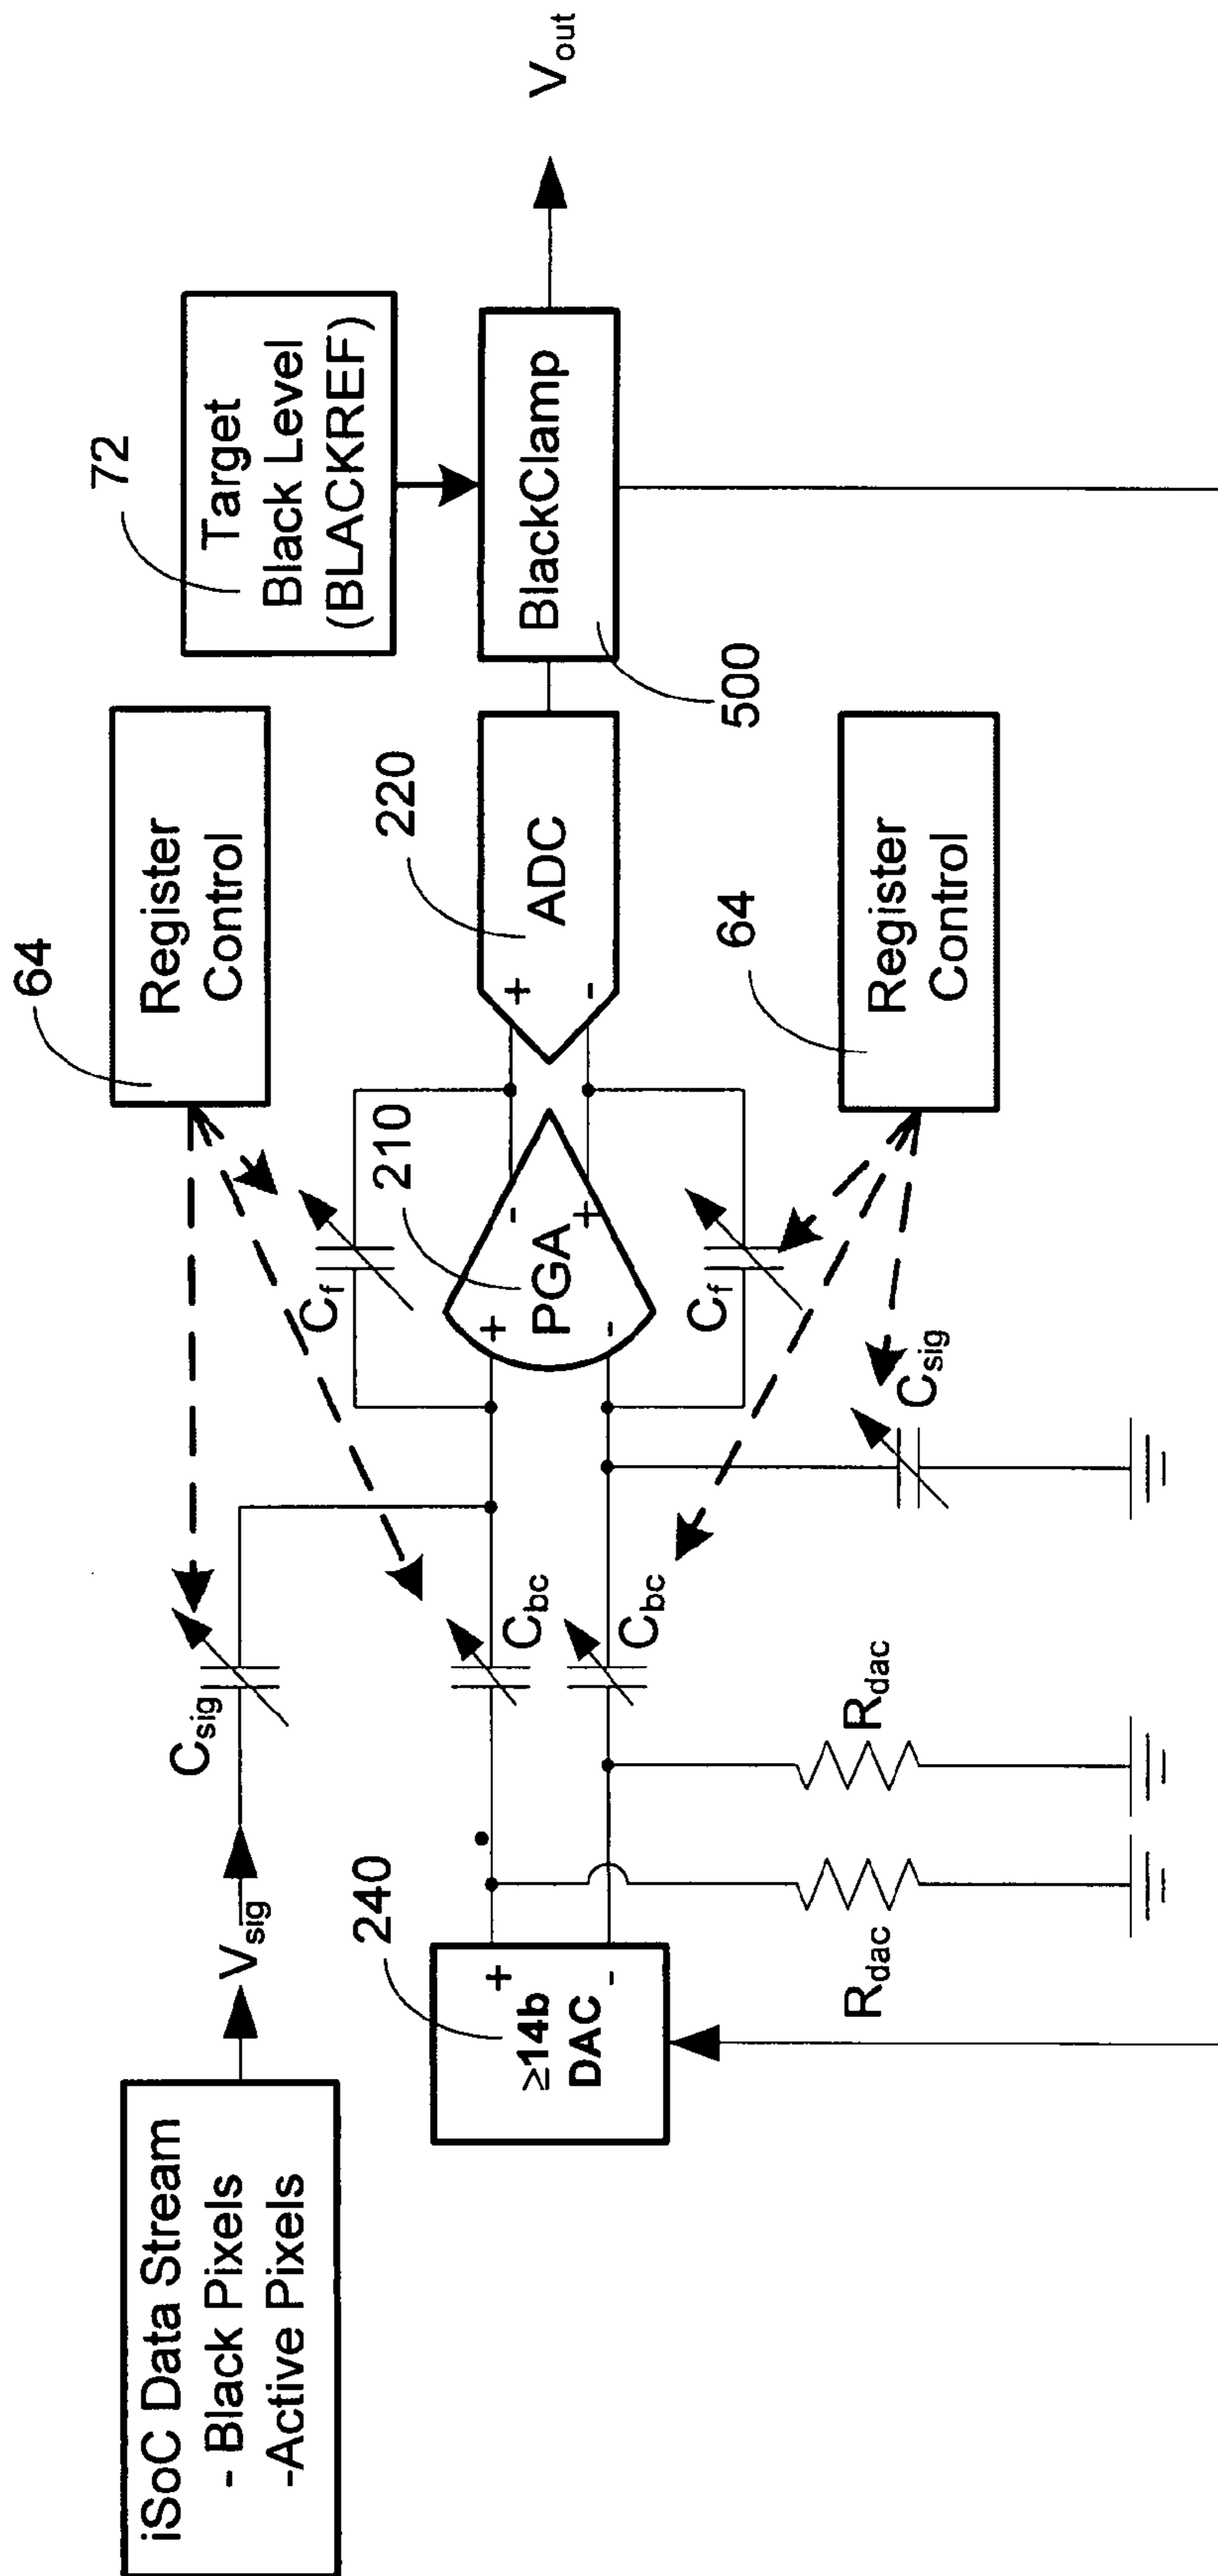 iSoC Data Stream
- Black Pixels
-Active Pixels
Vsig
Csig
64
Register
Control
72
Target
Black Level
(BLACKREF)
240
+
≥14b
DAC
-
Cbc
Cbc
Cf
210
+
-
PGA
-
+
Cf
220
+
ADC
-
BlackClamp
500
Vout
Rdac
Rdac
Csig
64
Register
Control